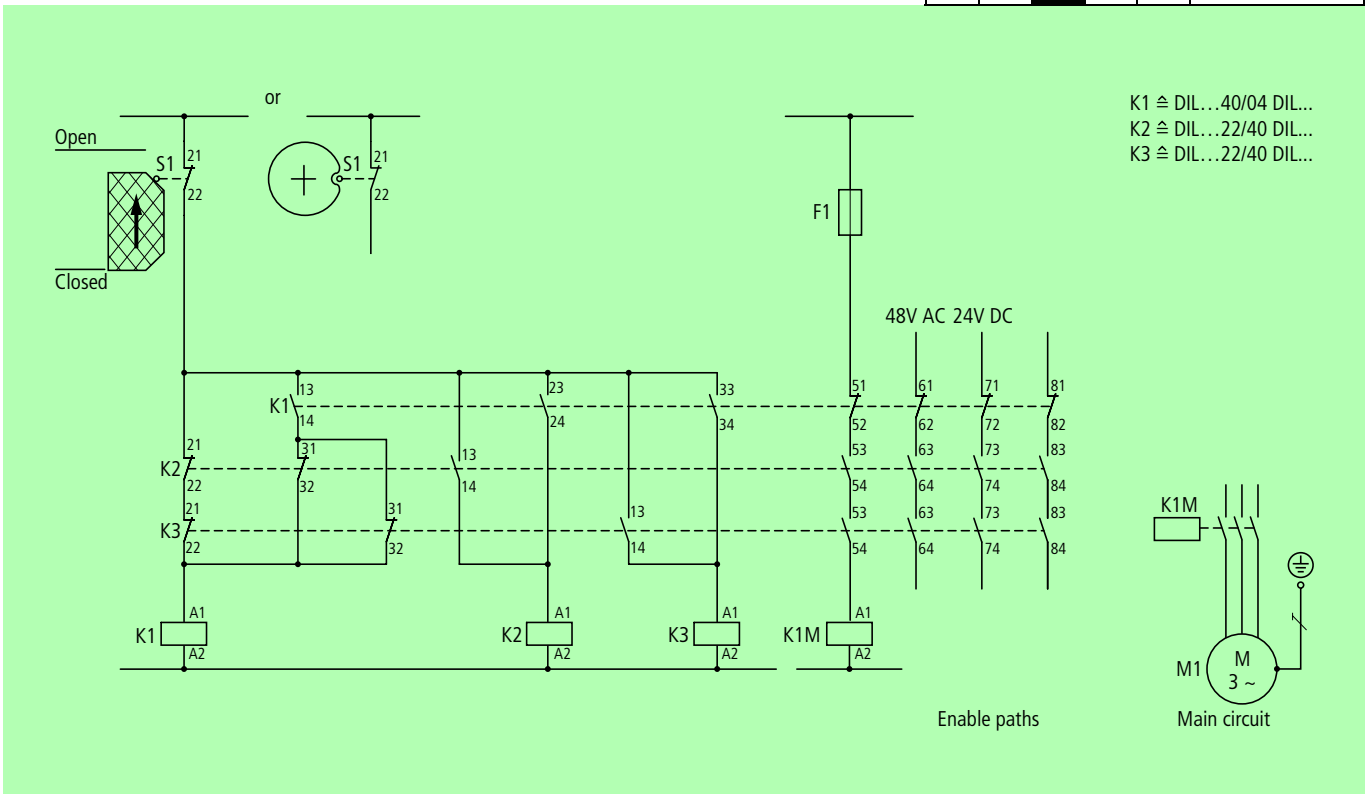 or
K1 ≙ DIL…40/04 DIL...
K2 ≙ DIL…22/40 DIL...
K3 ≙ DIL…22/40 DIL...
Open
S1
21
22
S1
21
22
F1
Closed
48V AC 24V DC
K1
13
14
23
24
33
34
51
52
61
62
71
72
81
82
K2
21
22
31
32
13
14
53
54
63
64
73
74
83
84
K3
21
22
31
32
13
14
53
54
63
64
73
74
83
84
K1M
K1
A1
A2
K2
A1
A2
K3
A1
A2
K1M
A1
A2
M1
M
3 ~
Enable paths
Main circuit